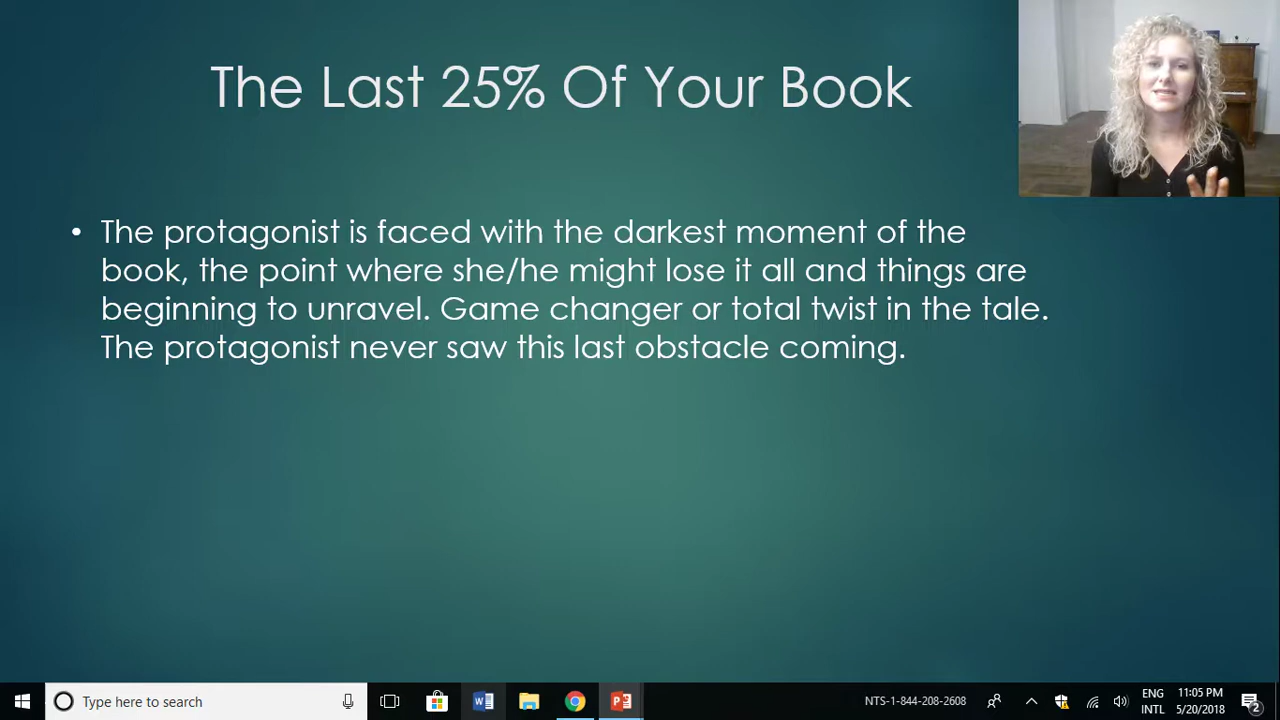 The Last 25% Of Your Book
• The protagonist is faced with the darkest moment of the
book, the point where she/he might lose it all and things are
beginning to unravel. Game changer or total twist in the tale.
The protagonist never saw this last obstacle coming.
Type here to search
NTS-1-844-208-2608
ENG
INTL
11:05 PM
5/20/2018
2